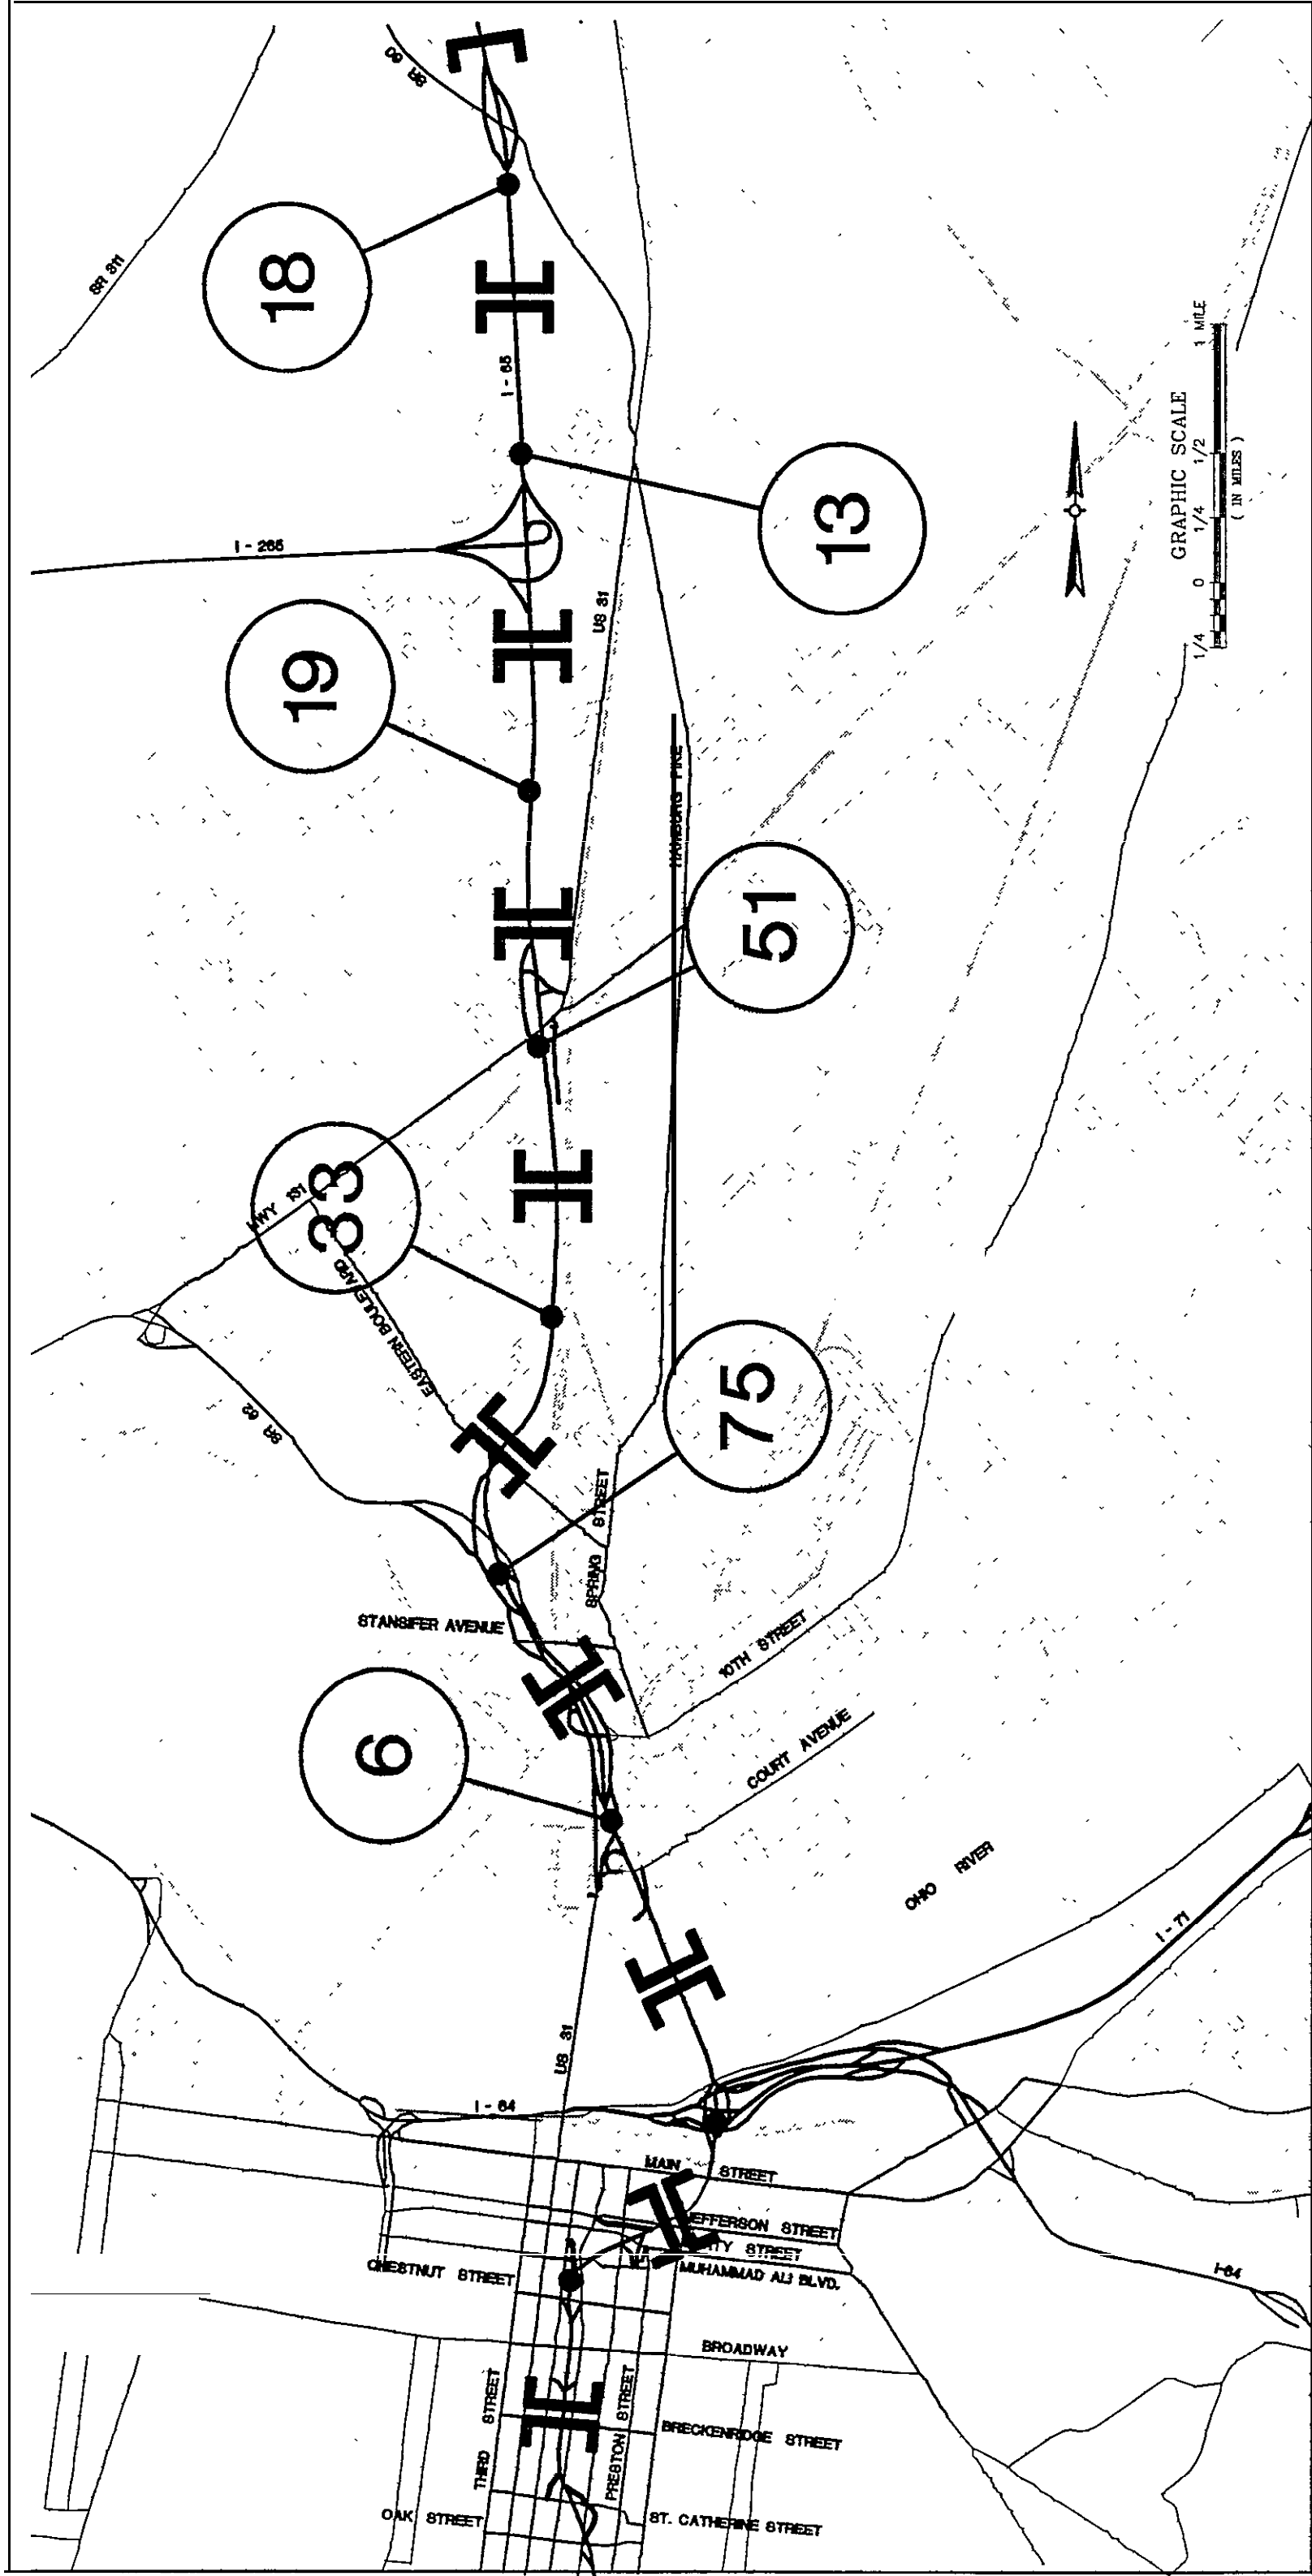 SR 60
18
SR 311
I - 65
1 MILE
GRAPHIC SCALE
1/2
( IN MILES )
1/4
0
1/4
13
I - 265
US 31
19
HAMBURG PIKE
51
33
HWY 131
EASTERN BOULEVARD
SR 62
75
SPRING STREET
STANSIFER AVENUE
10TH STREET
6
COURT AVENUE
OHIO RIVER
I - 71
US 31
I - 64
MAIN STREET
JEFFERSON STREET
STREET
MUHAMMAD ALI BLVD.
CHESTNUT STREET
I-64
BROADWAY
THIRD STREET
PRESTON STREET
BRECKENRIDGE STREET
OAK STREET
ST. CATHERINE STREET